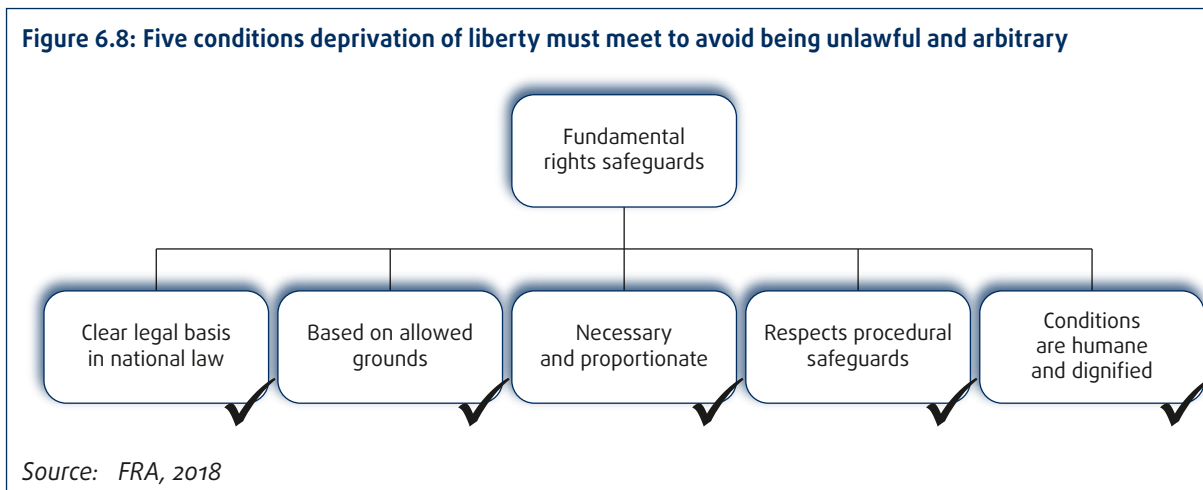 Figure 6.8: Five conditions deprivation of liberty must meet to avoid being unlawful and arbitrary
Fundamental
rights safeguards
Clear legal basis
in national law
Based on allowed
grounds
Necessary
and proportionate
Respects procedural
safeguards
Conditions
are humane
and dignified
Source: FRA, 2018